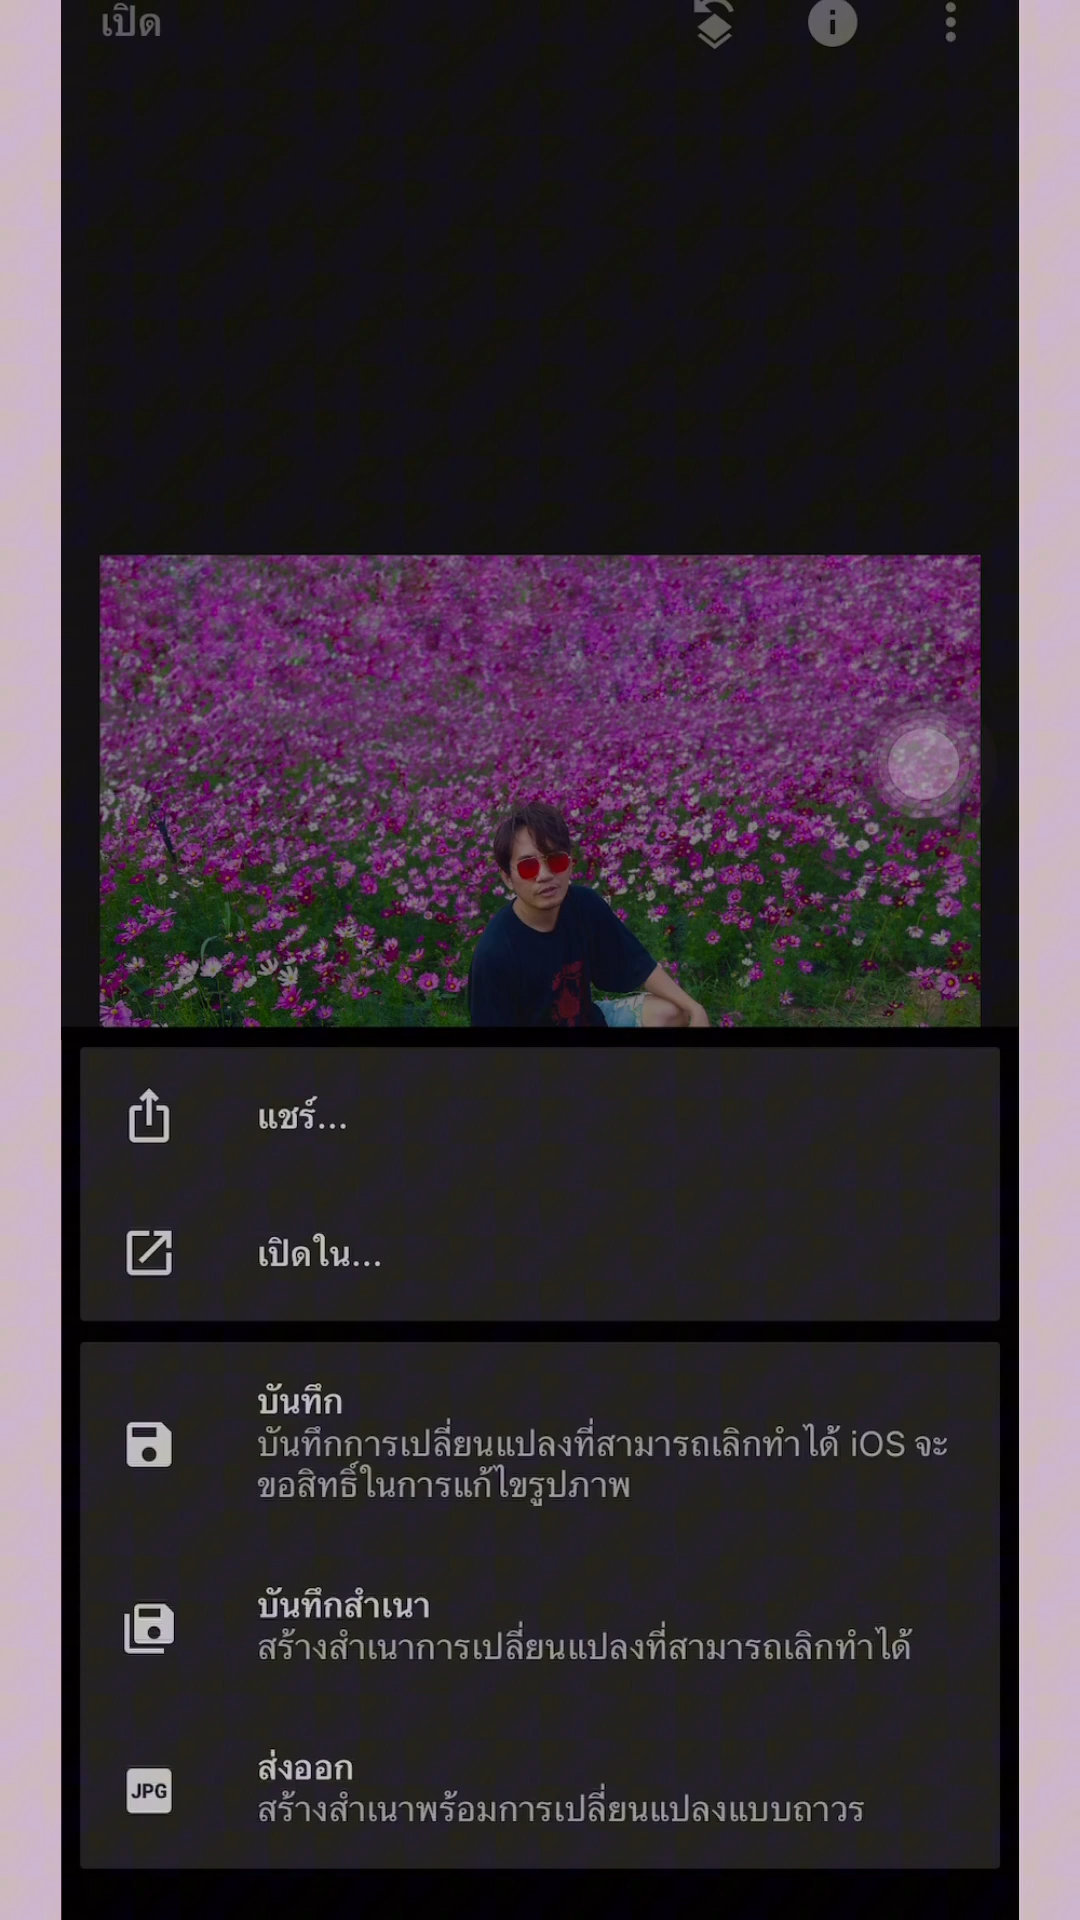 เปิด
แชร์...
เปิดใน...
บันทึก
บันทึกการเปลี่ยนแปลงที่สามารถเลิกทำได้ iOS จะ
ขอสิทธิ์ในการแก้ไขรูปภาพ
บันทึกสำเนา
สร้างสำเนาการเปลี่ยนแปลงที่สามารถเลิกทำได้
JPG
ส่งออก
สร้างสำเนาพร้อมการเปลี่ยนแปลงแบบถาวร